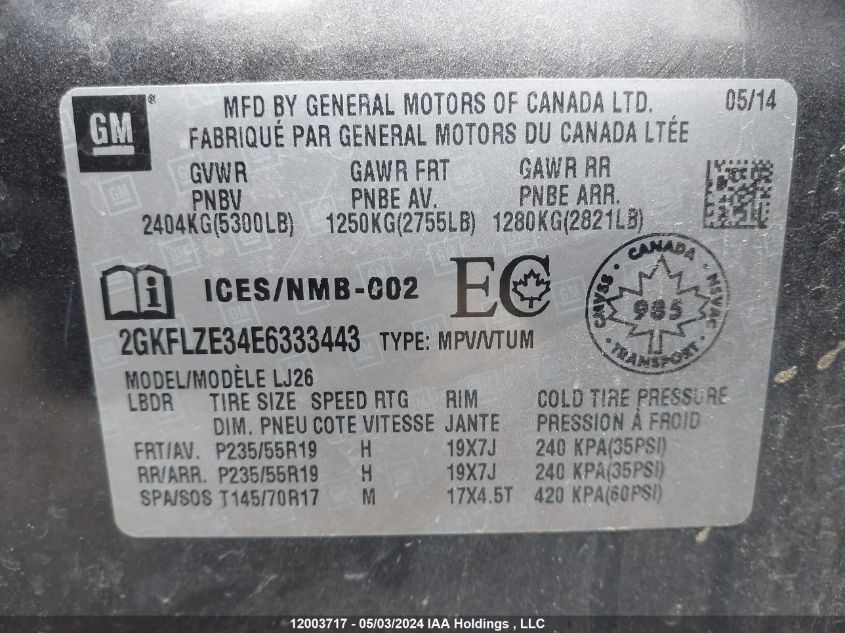 GM ® MFD BY GENERAL MOTORS OF CANADA LTD. 05/14
FABRIQUÉ PAR GENERAL MOTORS DU CANADA LTÉE
GVWR GAWR FRT GAWR RR
PNBV PNBE AV. PNBE ARR.
2404KG(5300LB) 1250KG(2755LB) 1280KG(2821LB)
i ICES/NMB-002 EC
CANADA
CMVSS · NSVAC
985
TRANSPORT
2GKFLZE34E6333443 TYPE: MPV/VTUM
MODEL/MODÈLE LJ26
LBDR TIRE SIZE SPEED RTG RIM COLD TIRE PRESSURE
DIM. PNEU COTE VITESSE JANTE PRESSION À FROID
FRT/AV. P235/55R19 H 19X7J 240 KPA(35PSI)
RR/ARR. P235/55R19 H 19X7J 240 KPA(35PSI)
SPA/SOS T145/70R17 M 17X4.5T 420 KPA(60PSI)
12003717 - 05/03/2024 IAA Holdings , LLC